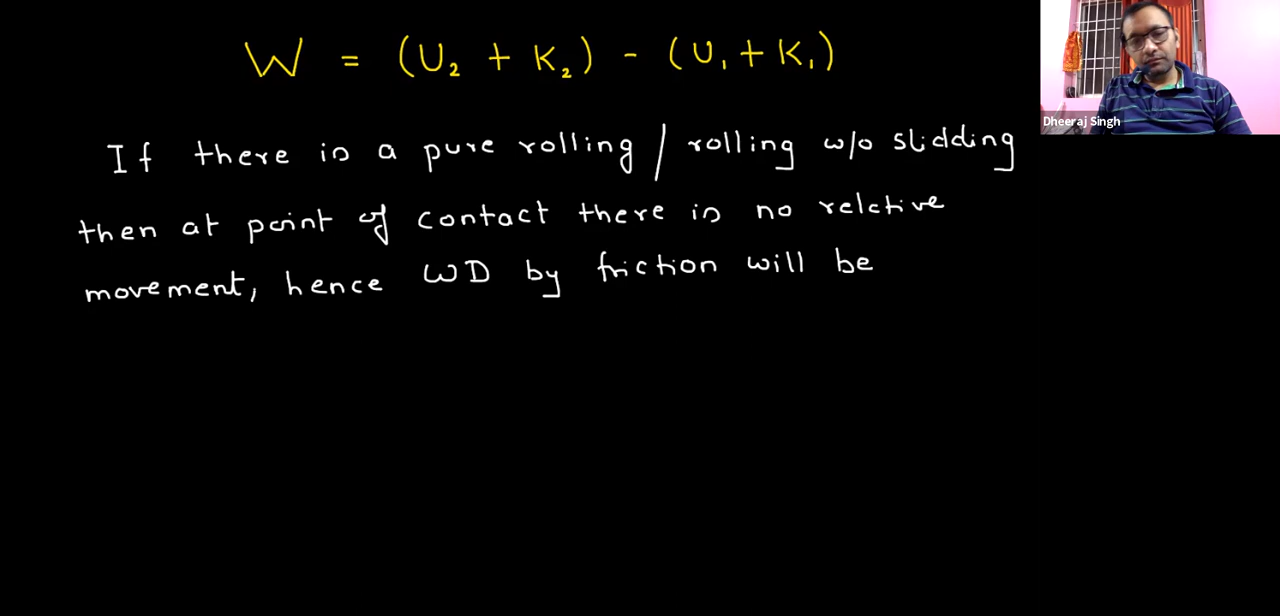 W = (U₂ + K₂) - (U₁ + K₁)
Dheeraj Singh
If there is a pure rolling / rolling w/o slidding
then at point of contact there is no relative
movement, hence WD by friction will be